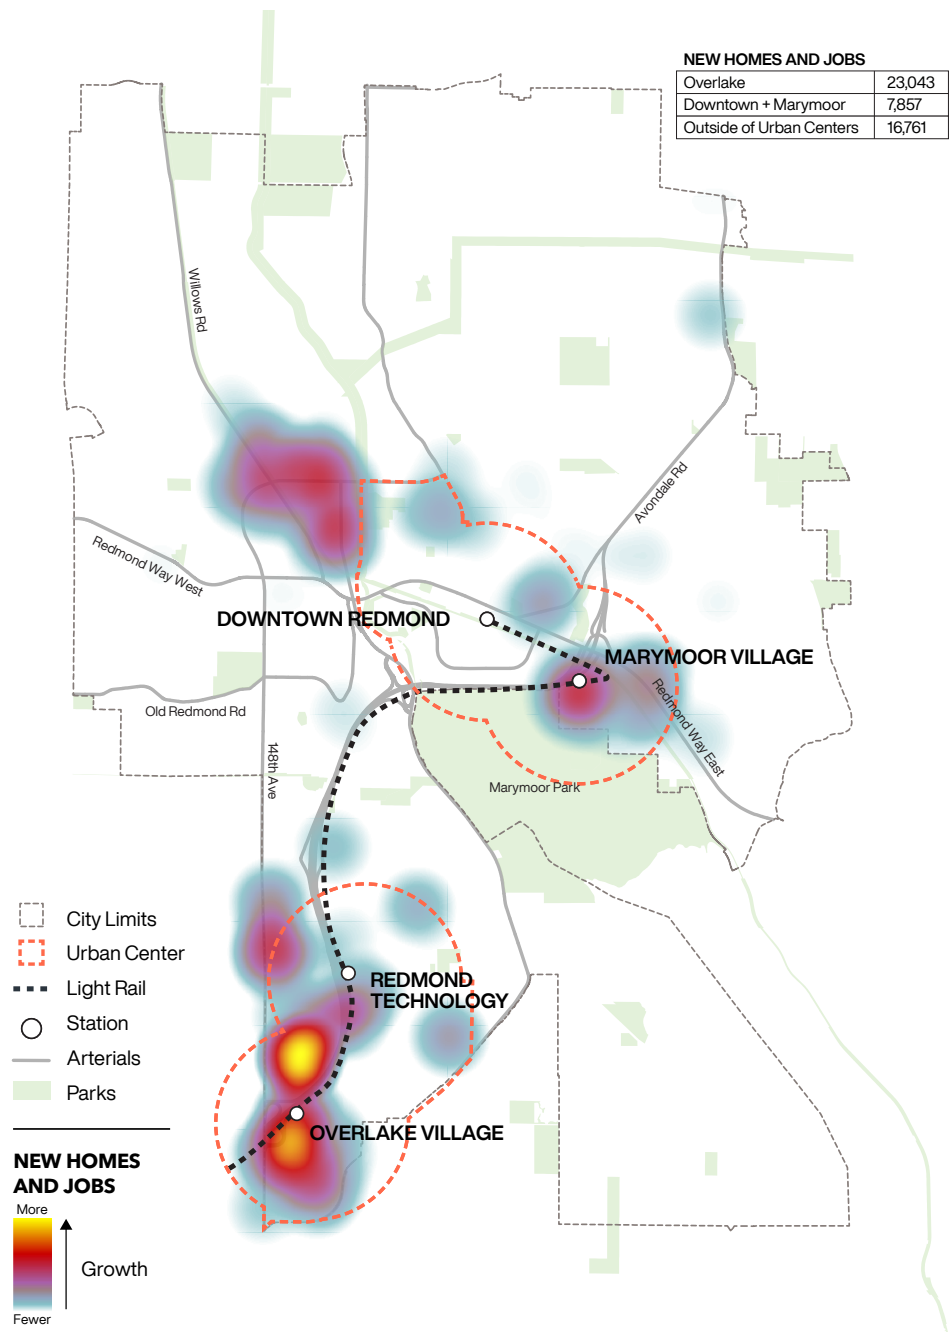 NEW HOMES AND JOBS
Overlake 23,043
Downtown + Marymoor 7,857
Outside of Urban Centers 16,761
Willows Rd
Avondale Rd
Redmond Way West
DOWNTOWN REDMOND
MARYMOOR VILLAGE
Old Redmond Rd
Redmond Way East
148th Ave
Marymoor Park
REDMOND
TECHNOLOGY
OVERLAKE VILLAGE
City Limits
Urban Center
Light Rail
Station
Arterials
Parks
NEW HOMES
AND JOBS
More
Growth
Fewer